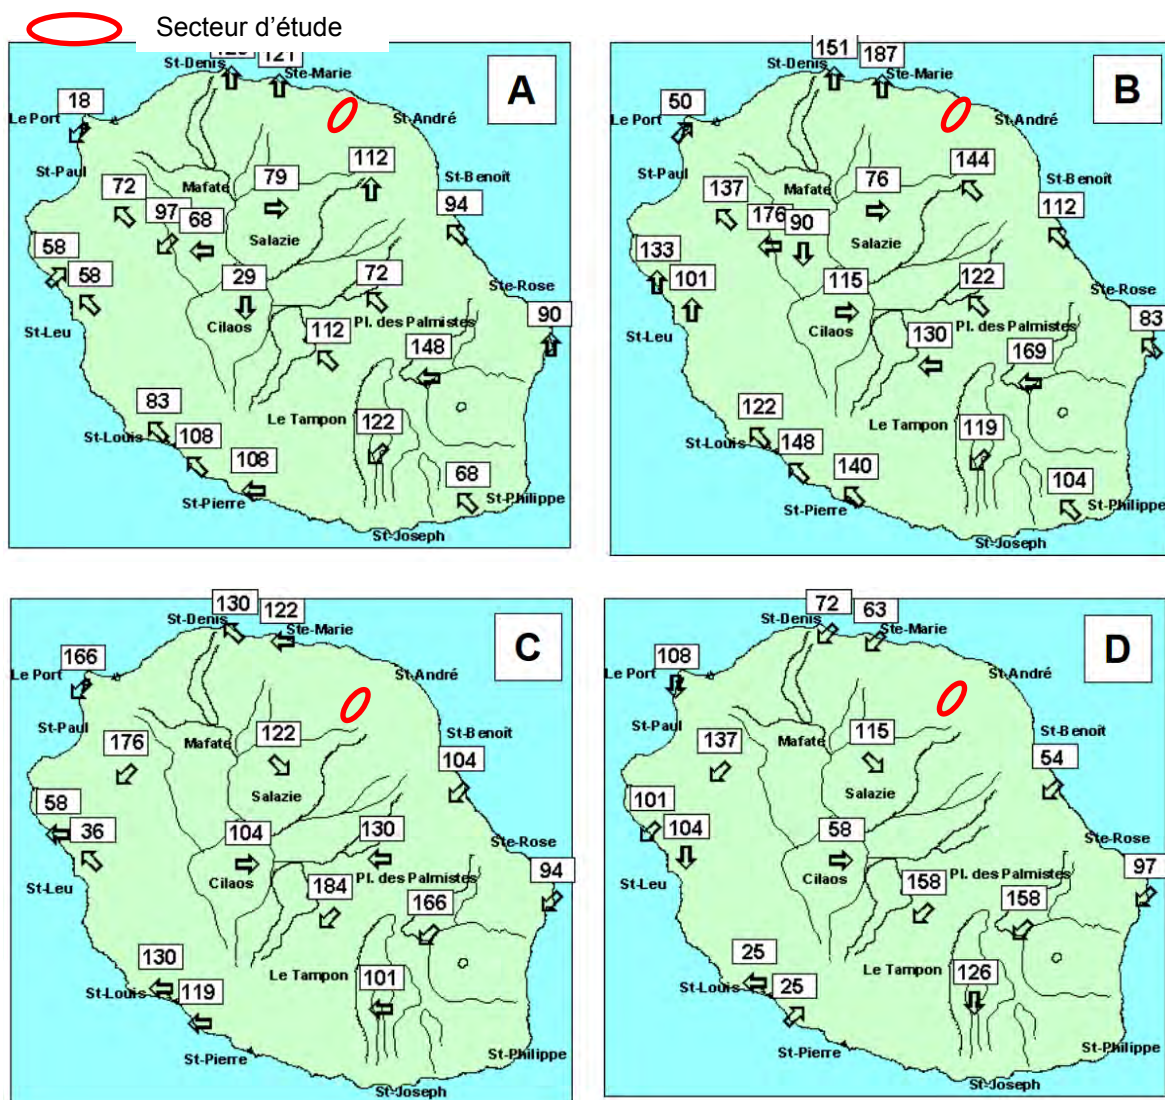 Secteur d'étude
A
St-Denis
121
Ste-Marie
18
Le Port
St-André
St-Paul
72
Mafate
79
112
St-Benoît
94
97
68
Salazie
58
58
29
72
Ste-Rose
90
St-Leu
Cilaos
Pl. des Palmistes
112
148
83
Le Tampon
122
St-Louis
108
108
68
St-Pierre
St-Philippe
St-Joseph
B
151
187
St-Denis
Ste-Marie
50
Le Port
St-André
St-Paul
137
Mafate
76
144
St-Benoît
112
176
90
Salazie
133
101
115
122
Ste-Rose
83
St-Leu
Cilaos
Pl. des Palmistes
130
169
122
Le Tampon
119
St-Louis
148
140
104
St-Pierre
St-Philippe
St-Joseph
C
130
122
St-Denis
Ste-Marie
166
Le Port
St-André
St-Paul
176
Mafate
122
St-Benoît
104
Salazie
58
36
104
130
Ste-Rose
94
St-Leu
Cilaos
Pl. des Palmistes
184
166
130
Le Tampon
101
St-Louis
119
St-Pierre
St-Philippe
St-Joseph
D
72
63
St-Denis
Ste-Marie
108
Le Port
St-André
St-Paul
137
Mafate
115
St-Benoît
54
Salazie
101
104
58
Ste-Rose
97
St-Leu
Cilaos
Pl. des Palmistes
158
158
25
Le Tampon
126
St-Louis
25
St-Pierre
St-Philippe
St-Joseph